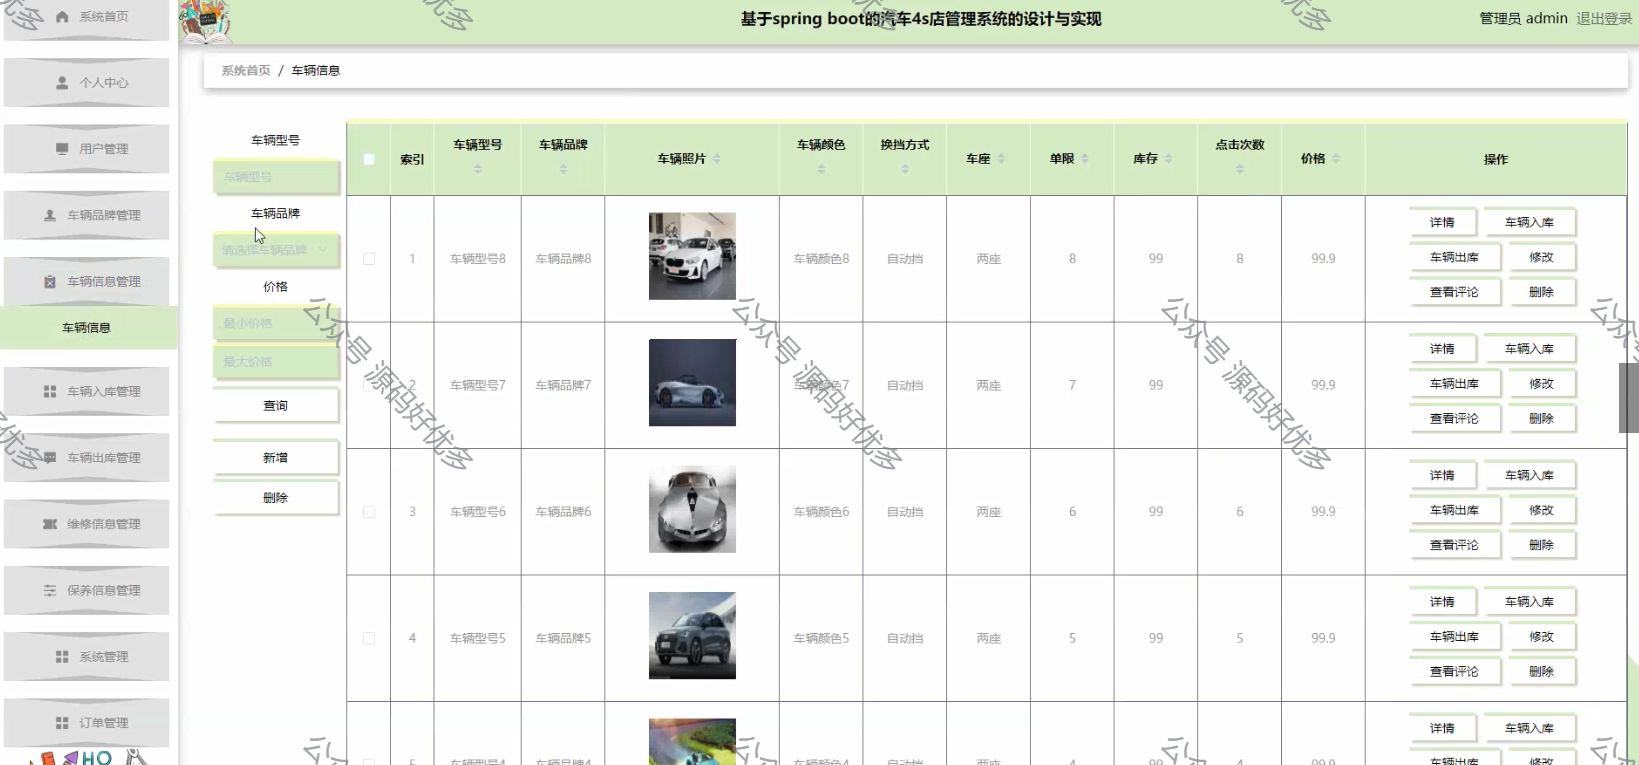 系统首页
基于spring boot的汽车4s店管理系统的设计与实现
管理员 admin 退出登录
个人中心
用户管理
车辆品牌管理
车辆信息管理
车辆信息
车辆入库管理
车辆出库管理
维修信息管理
保养信息管理
系统管理
订单管理
HO
系统首页 / 车辆信息
车辆型号
车辆型号
车辆品牌
请选择车辆品牌
价格
最小价格
最大价格
查询
新增
删除
索引 车辆型号 车辆品牌 车辆照片 车辆颜色 换挡方式 车座 单限 库存 点击次数 价格 操作
1 车辆型号8 车辆品牌8 车辆颜色8 自动挡 两座 8 99 8 99.9
详情 车辆入库
车辆出库 修改
查看评论 删除
2 车辆型号7 车辆品牌7 车辆颜色7 自动挡 两座 7 99 99.9
详情 车辆入库
车辆出库 修改
查看评论 删除
3 车辆型号6 车辆品牌6 车辆颜色6 自动挡 两座 6 99 6 99.9
详情 车辆入库
车辆出库 修改
查看评论 删除
4 车辆型号5 车辆品牌5 车辆颜色5 自动挡 两座 5 99 5 99.9
详情 车辆入库
车辆出库 修改
查看评论 删除
5 车辆型号4 车辆品牌4 车辆颜色4 自动挡 两座 4 99 4 99.9
详情 车辆入库
车辆出库 修改
公众号 源码好优多
公众号 源码好优多
公众号 源码好优多